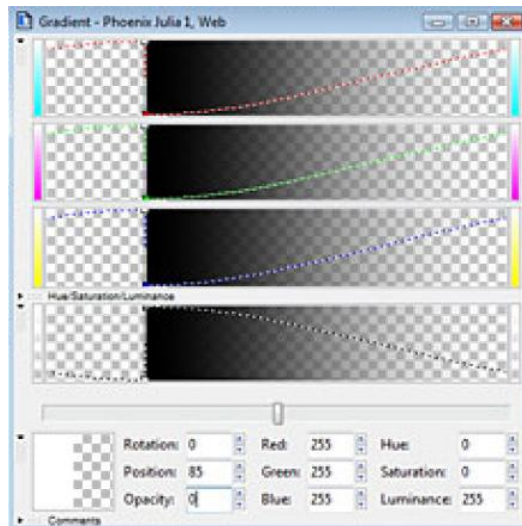 Gradient - Phoenix Julia 1, Web
Hue/Saturation/Luminance
Rotation: 0 Red: 255 Hue: 0
Position: 85 Green: 255 Saturation: 0
Opacity: 0 Blue: 255 Luminance: 255
Comments